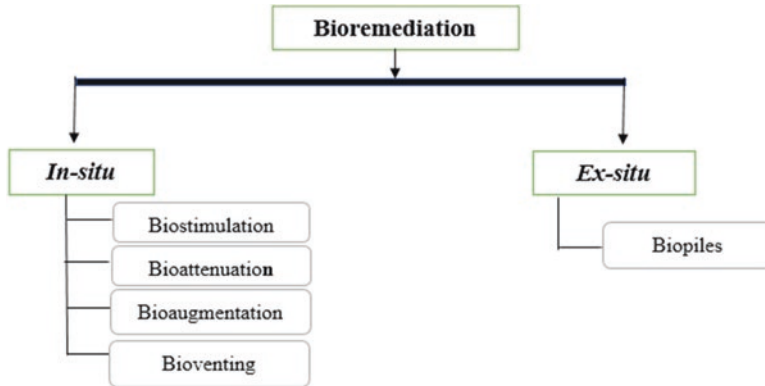 Bioremediation
In-situ
Ex-situ
Biostimulation
Biopiles
Bioattenuation
Bioaugmentation
Bioventing